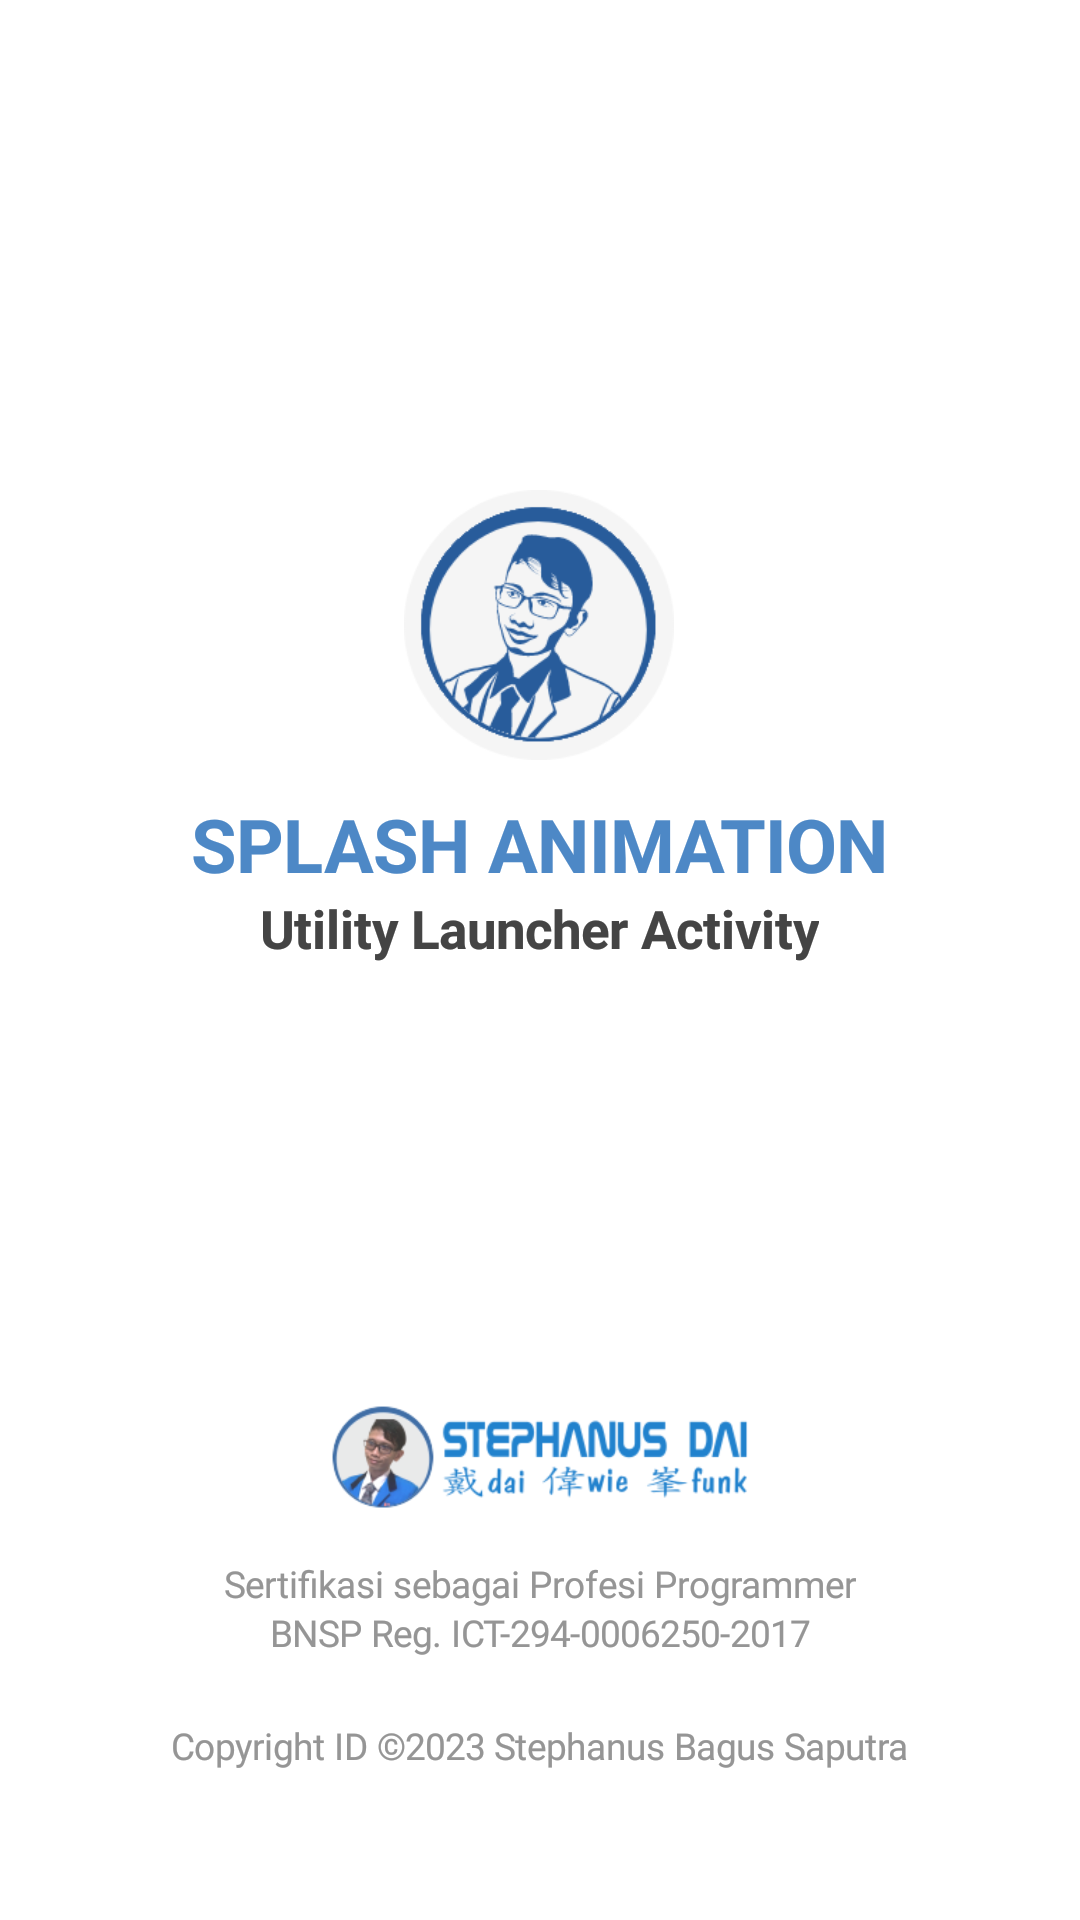 SPLASH ANIMATION
Utility Launcher Activity
STEPHANUS DAI
戴dai 偉wie 峯funk
Sertifikasi sebagai Profesi Programmer
BNSP Reg. ICT-294-0006250-2017
Copyright ID ©2023 Stephanus Bagus Saputra